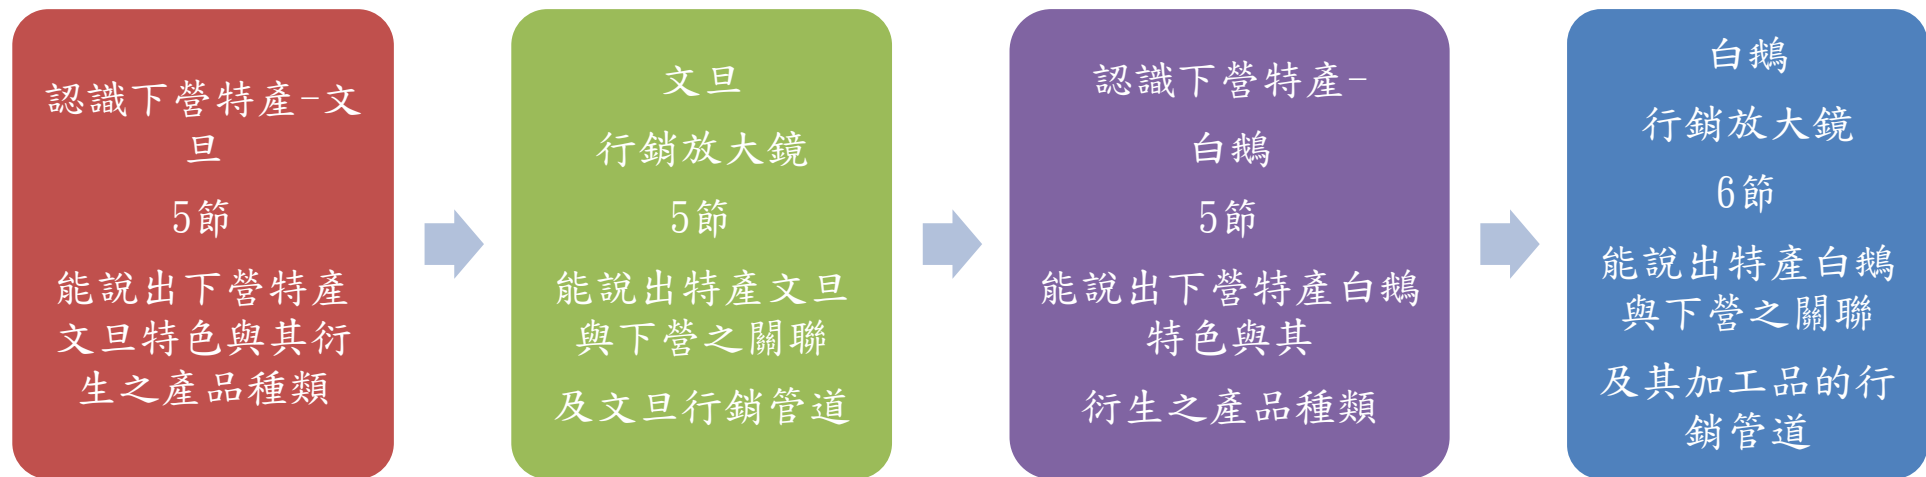 認識下營特產-文
旦
5節
能說出下營特產
文旦特色與其衍
生之產品種類
文旦
行銷放大鏡
5節
能說出特產文旦
與下營之關聯
及文旦行銷管道
認識下營特產-
白鵝
5節
能說出下營特產白鵝
特色與其
衍生之產品種類
白鵝
行銷放大鏡
6節
能說出特產白鵝
與下營之關聯
及其加工品的行
銷管道